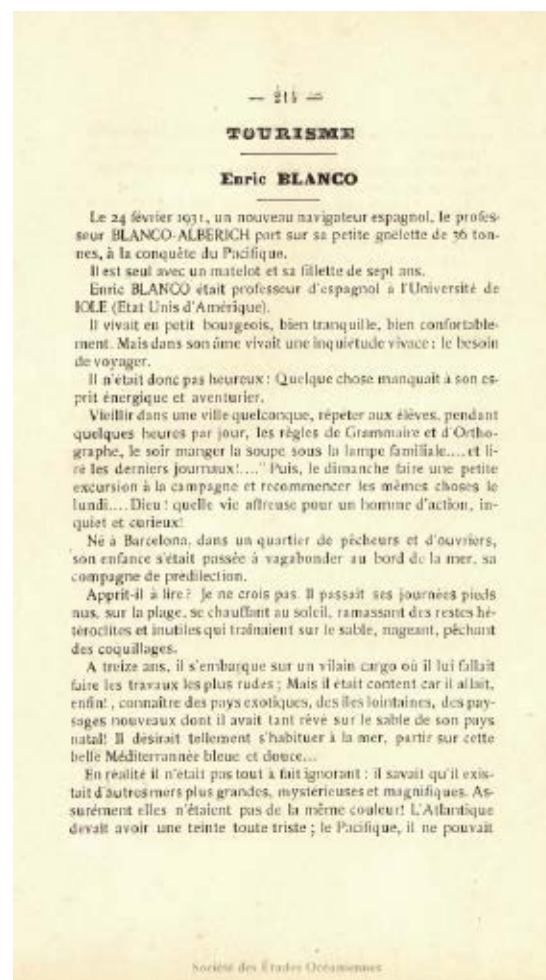 — 214 —
TOURISME
Enric BLANCO
Le 24 février 1931, un nouveau navigateur espagnol, le profes-
seur BLANCO-ALBERICH part sur sa petite goëlette de 36 ton-
nes, à la conquête du Pacifique.
Il est seul avec un matelot et sa fillette de sept ans.
Enric BLANCO était professeur d'espagnol à l'Université de
IOLE (Etat Unis d'Amérique).
Il vivait en petit bourgeois, bien tranquille, bien confortable-
ment. Mais dans son âme vivait une inquiétude vivace : le besoin
de voyager.
Il n'était donc pas heureux : Quelque chose manquait à son es-
prit énergique et aventurier.
Vieillir dans une ville quelconque, répeter aux élèves, pendant
quelques heures par jour, les règles de Grammaire et d'Ortho-
graphe, le soir manger la soupe sous la lampe familiale.... et li-
re les derniers journaux!...." Puis, le dimanche faire une petite
excursion à la campagne et recommencer les mêmes choses le
lundi.... Dieu ! quelle vie affreuse pour un homme d'action, in-
quiet et curieux!
Né à Barcelona, dans un quartier de pêcheurs et d'ouvriers,
son enfance s'était passée à vagabonder au bord de la mer, sa
compagne de predilection.
Apprit-il à lire? Je ne crois pas. Il passait ses journées pieds
nus, sur la plage, se chauffant au soleil, ramassant des restes hé-
téroclites et inutiles qui traînaient sur le sable, nageant, pêchant
des coquillages.
A treize ans, il s'embarque sur un vilain cargo où il lui fallait
faire les travaux les plus rudes ; Mais il était content car il allait,
enfin! , connaître des pays exotiques, des îles lointaines, des pay-
sages nouveaux dont il avait tant rêvé sur le sable de son pays
natal! Il désirait tellement s'habituer à la mer, partir sur cette
belle Méditerrannée bleue et douce...
En réalité il n'était pas tout à fait ignorant : il savait qu'il exis-
tait d'autres mers plus grandes, mystérieuses et magnifiques. As-
surément elles n'étaient pas de la même couleur! L'Atlantique
devait avoir une teinte toute triste ; le Pacifique, il ne pouvait
Société des Études Océaniennes